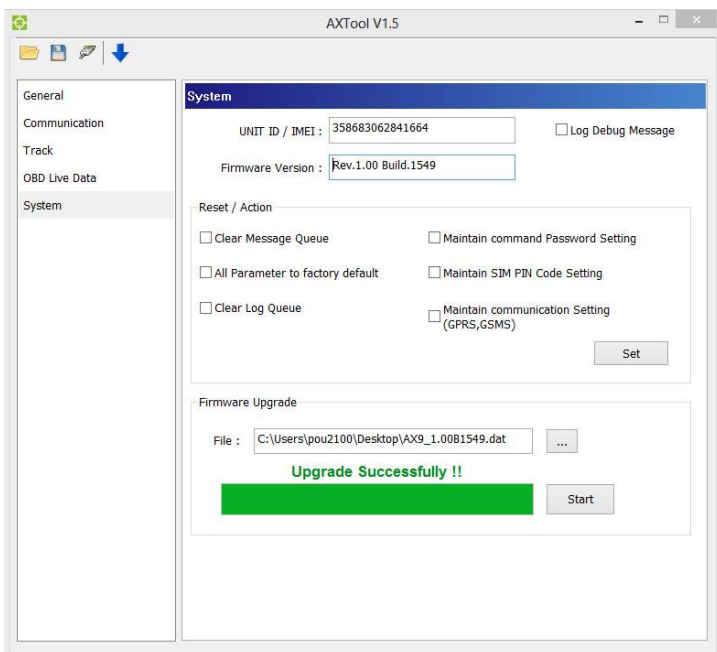 AXTool V1.5
General
Communication
Track
OBD Live Data
System
System
UNIT ID / IMEI : 358683062841664
Log Debug Message
Firmware Version : Rev.1.00 Build.1549
Reset / Action
Clear Message Queue
Maintain command Password Setting
All Parameter to factory default
Maintain SIM PIN Code Setting
Clear Log Queue
Maintain communication Setting
(GPRS,GSMS)
Set
Firmware Upgrade
File : C:\Users\pou2100\Desktop\AX9_1.00B1549.dat
...
Upgrade Successfully !!
Start